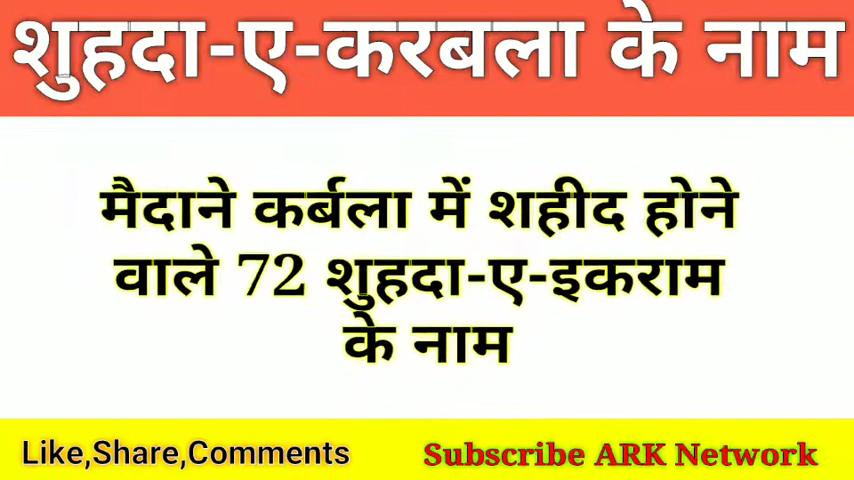 शुहदा-ए-करबला के नाम
मैदाने कर्बला में शहीद होने
वाले 72 शुहदा-ए-इकराम
के नाम
Like,Share,Comments Subscribe ARK Network